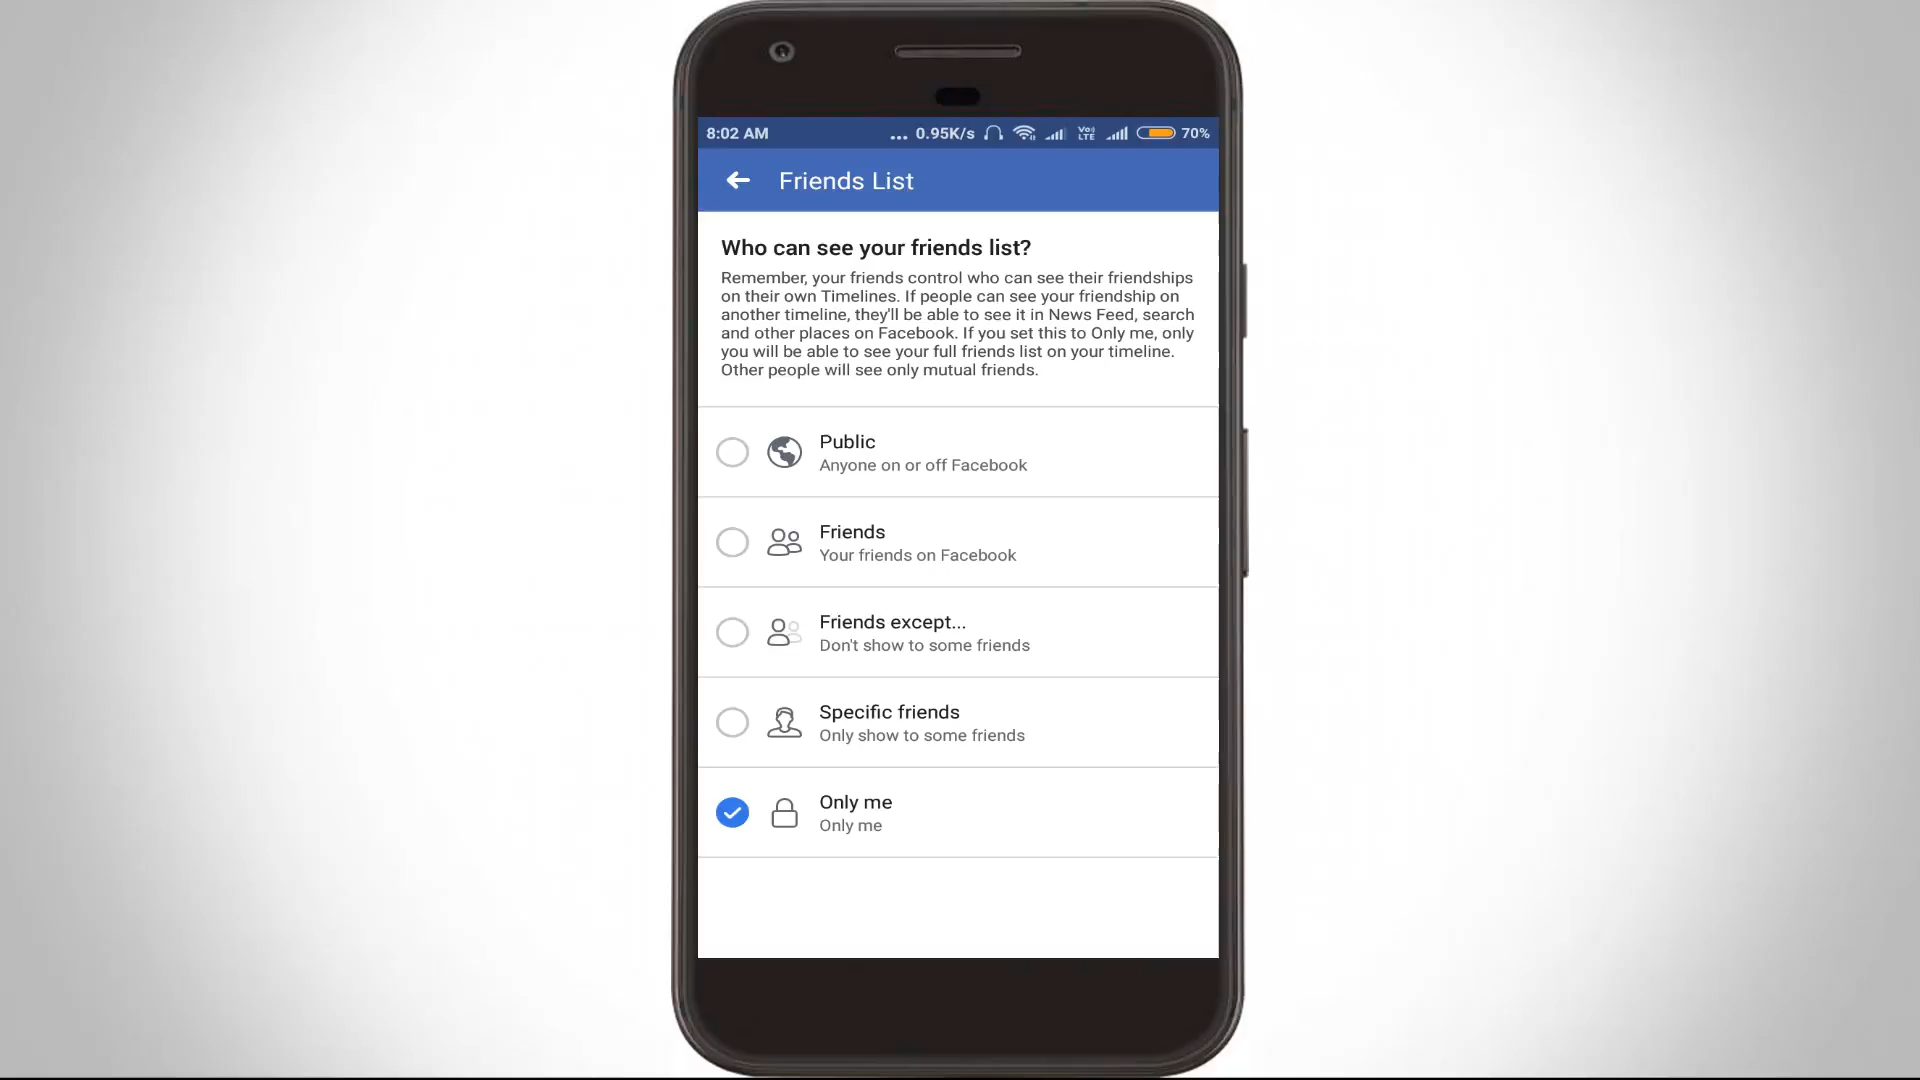 8:02 AM ... 0.95K/s Vo LTE 70%
Friends List
Who can see your friends list?
Remember, your friends control who can see their friendships
on their own Timelines. If people can see your friendship on
another timeline, they'll be able to see it in News Feed, search
and other places on Facebook. If you set this to Only me, only
you will be able to see your full friends list on your timeline.
Other people will see only mutual friends.
Public
Anyone on or off Facebook
Friends
Your friends on Facebook
Friends except...
Don't show to some friends
Specific friends
Only show to some friends
Only me
Only me